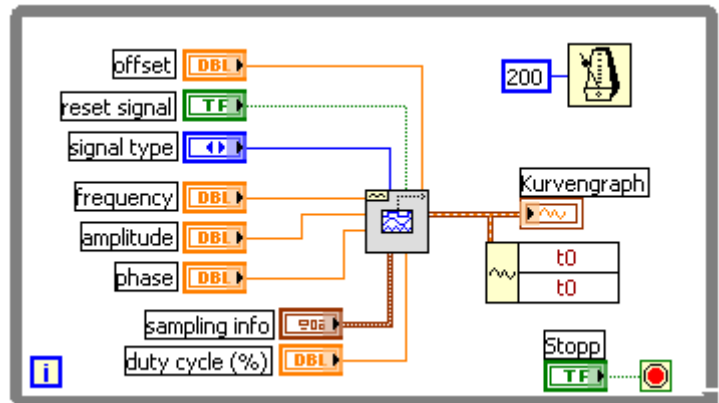 offset DBL
200
reset signal TF
signal type
Kurvengraph
frequency DBL
amplitude DBL
t0
phase DBL
t0
sampling info
Stopp
duty cycle (%) DBL
i
TF